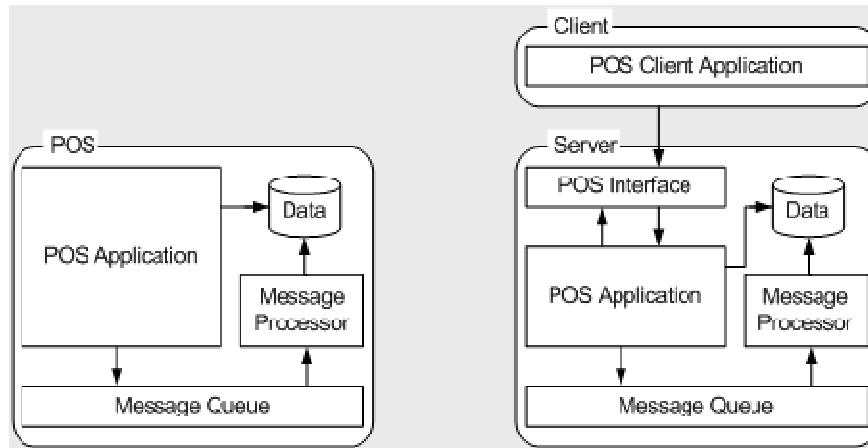 POS
POS Application
Data
Message
Processor
Message Queue
Client
POS Client Application
Server
POS Interface
POS Application
Data
Message
Processor
Message Queue